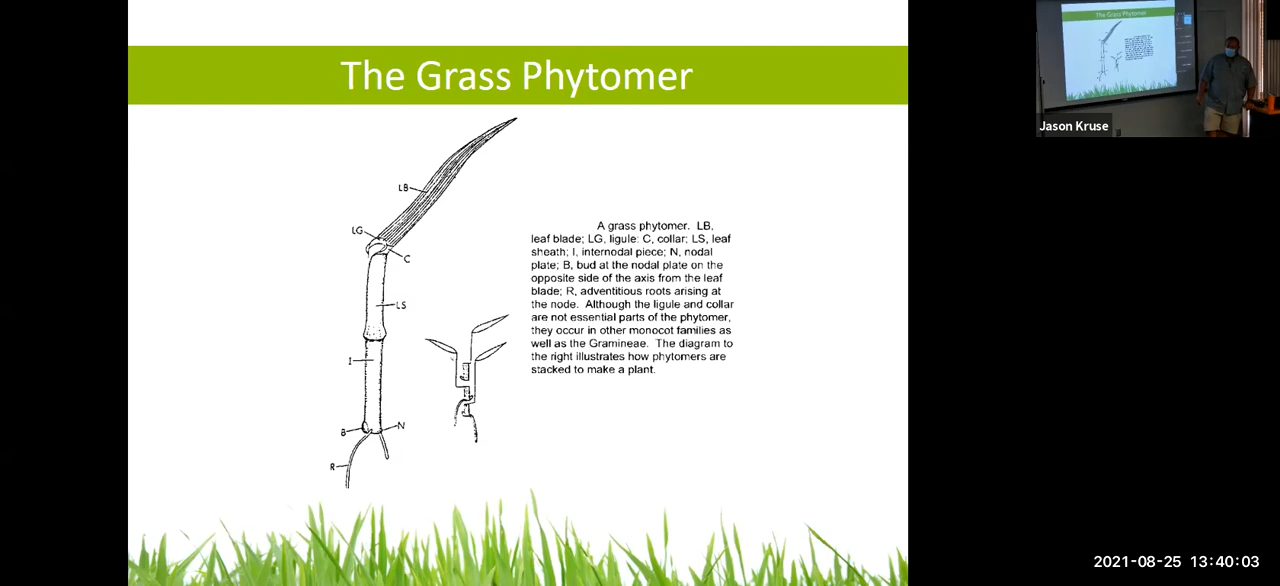 The Grass Phytomer
LB
LG
C
LS
I
B
N
R
A grass phytomer. LB,
leaf blade; LG, ligule: C, collar; LS, leaf
sheath; I, internodal piece; N, nodal
plate; B, bud at the nodal plate on the
opposite side of the axis from the leaf
blade; R, adventitious roots arising at
the node. Although the ligule and collar
are not essential parts of the phytomer,
they occur in other monocot families as
well as the Gramineae. The diagram to
the right illustrates how phytomers are
stacked to make a plant.
The Grass Phytomer
Jason Kruse
2021-08-25 13:40:03